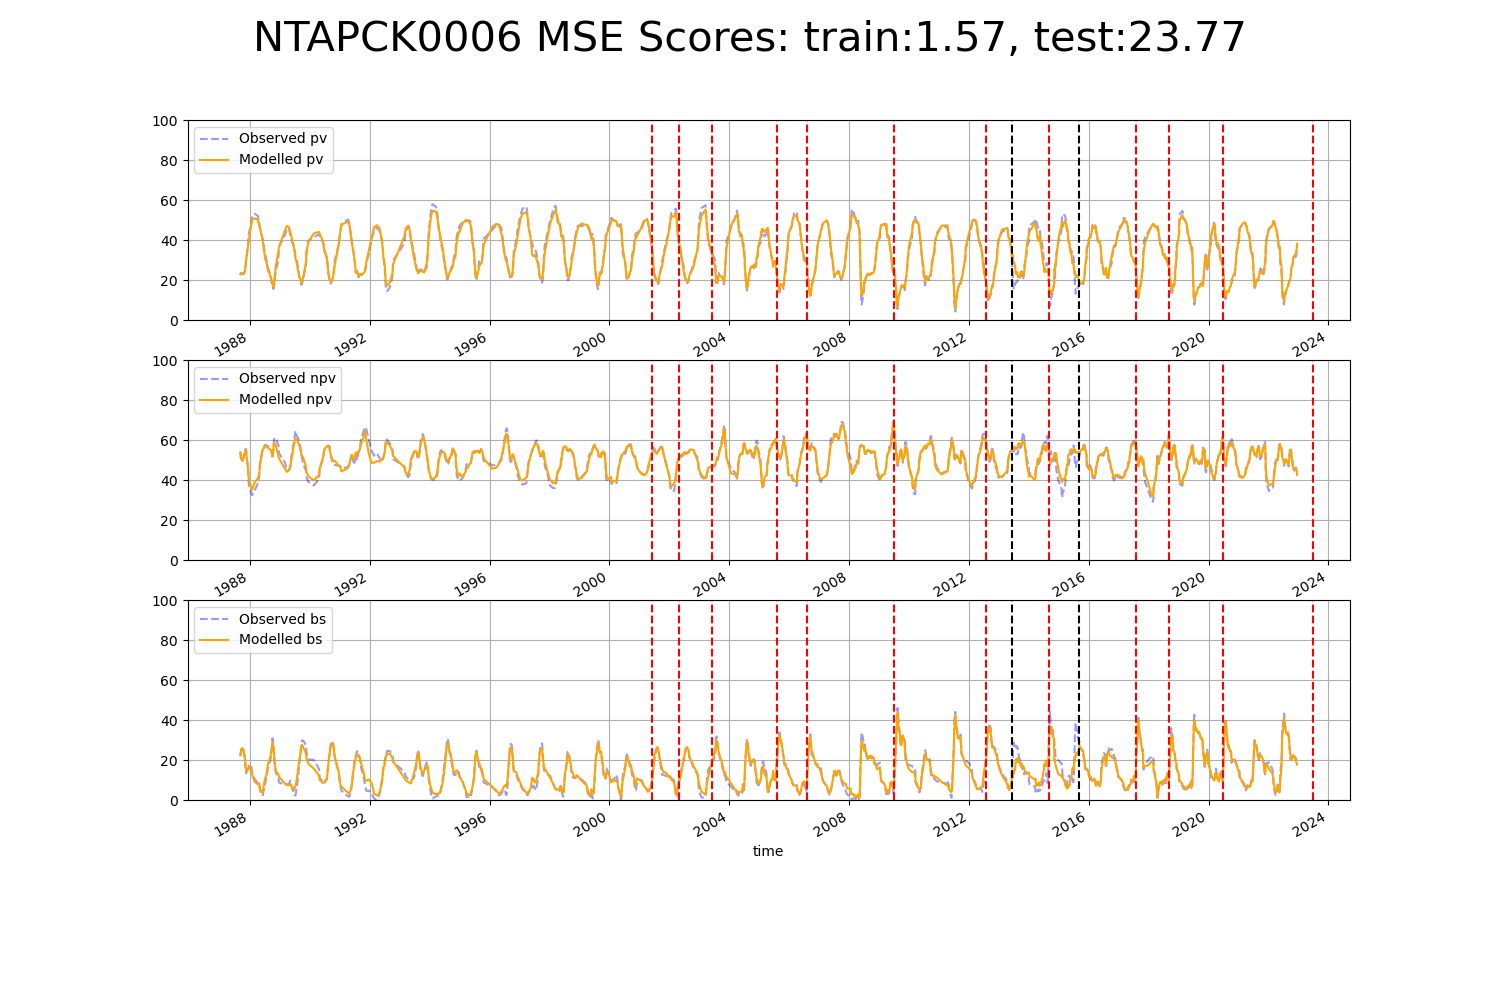 NTAPCK0006 MSE Scores: train:1.57, test:23.77
100
80
60
40
20
0
Observed pv
Modelled pv
1988 1992 1996 2000 2004 2008 2012 2016 2020 2024
100
80
60
40
20
0
Observed npv
Modelled npv
1988 1992 1996 2000 2004 2008 2012 2016 2020 2024
100
80
60
40
20
0
Observed bs
Modelled bs
1988 1992 1996 2000 2004 2008 2012 2016 2020 2024
time